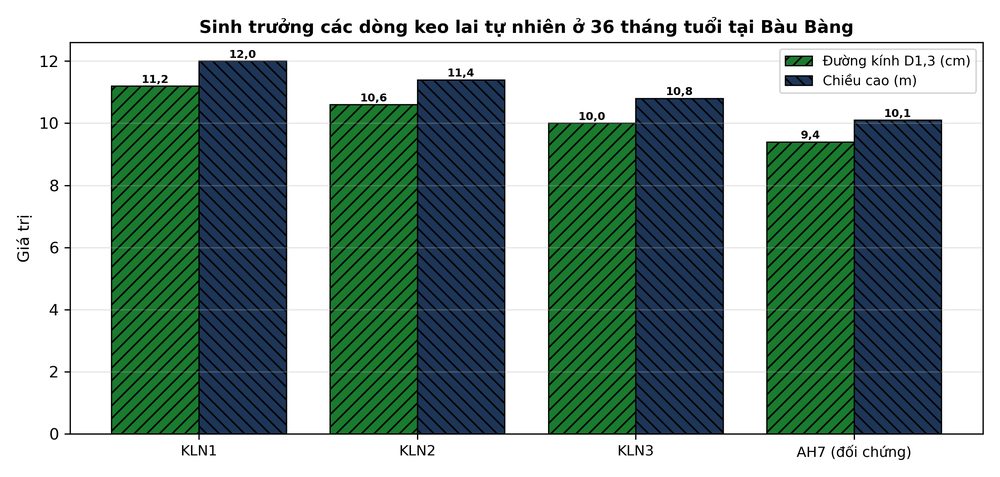 Sinh trưởng các dòng keo lai tự nhiên ở 36 tháng tuổi tại Bàu Bàng
Đường kính D1,3 (cm)
Chiều cao (m)
Giá trị
12
10
8
6
4
2
0
11,2
12,0
10,6
11,4
10,0
10,8
9,4
10,1
KLN1
KLN2
KLN3
AH7 (đối chứng)